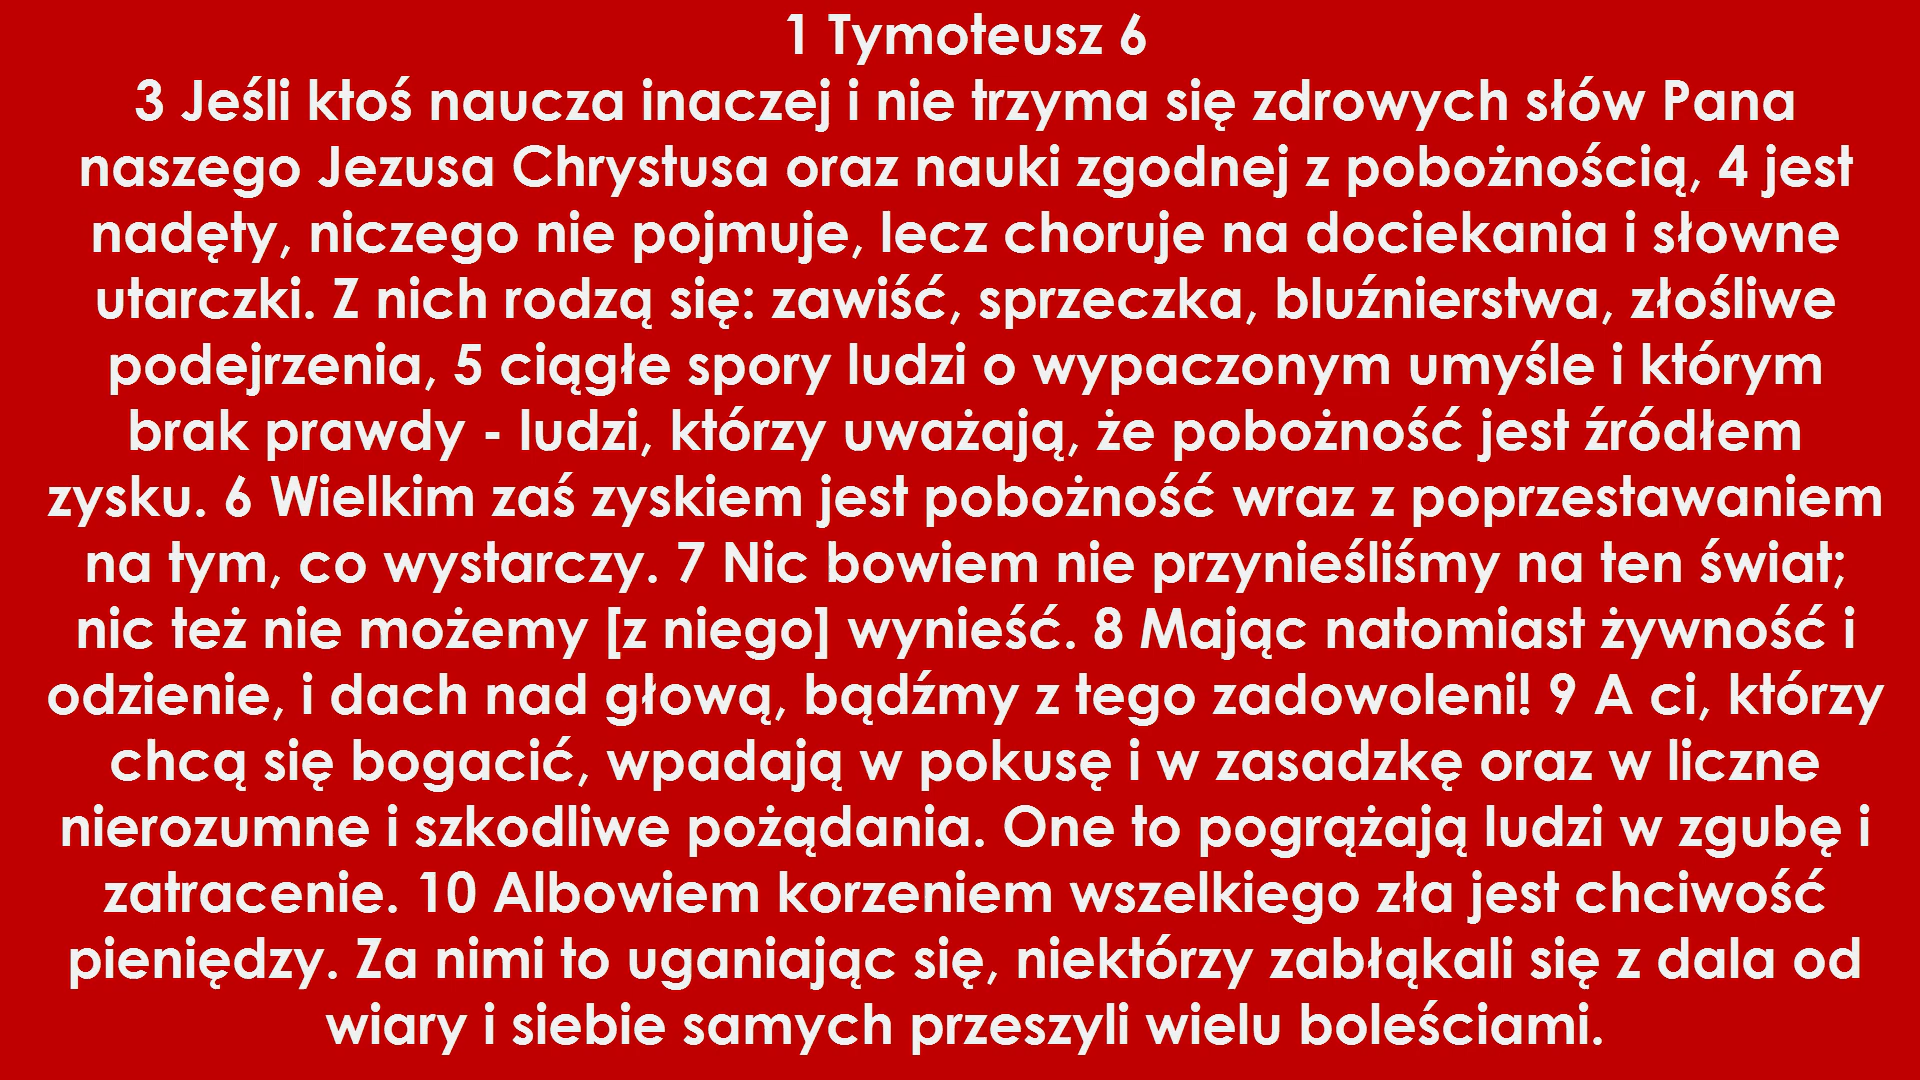 1 Tymoteusz 6
3 Jeśli ktoś naucza inaczej i nie trzyma się zdrowych słów Pana
naszego Jezusa Chrystusa oraz nauki zgodnej z pobożnością, 4 jest
nadęty, niczego nie pojmuje, lecz choruje na dociekania i słowne
utarczki. Z nich rodzą się: zawiść, sprzeczka, bluźnierstwa, złośliwe
podejrzenia, 5 ciągłe spory ludzi o wypaczonym umyśle i którym
brak prawdy - ludzi, którzy uważają, że pobożność jest źródłem
zysku. 6 Wielkim zaś zyskiem jest pobożność wraz z poprzestawaniem
na tym, co wystarczy. 7 Nic bowiem nie przynieśliśmy na ten świat;
nic też nie możemy [z niego] wynieść. 8 Mając natomiast żywność i
odzienie, i dach nad głową, bądźmy z tego zadowoleni! 9 A ci, którzy
chcą się bogacić, wpadają w pokusę i w zasadzkę oraz w liczne
nierozumne i szkodliwe pożądania. One to pogrążają ludzi w zgubę i
zatracenie. 10 Albowiem korzeniem wszelkiego zła jest chciwość
pieniędzy. Za nimi to uganiając się, niektórzy zabłąkali się z dala od
wiary i siebie samych przeszyli wielu boleściami.